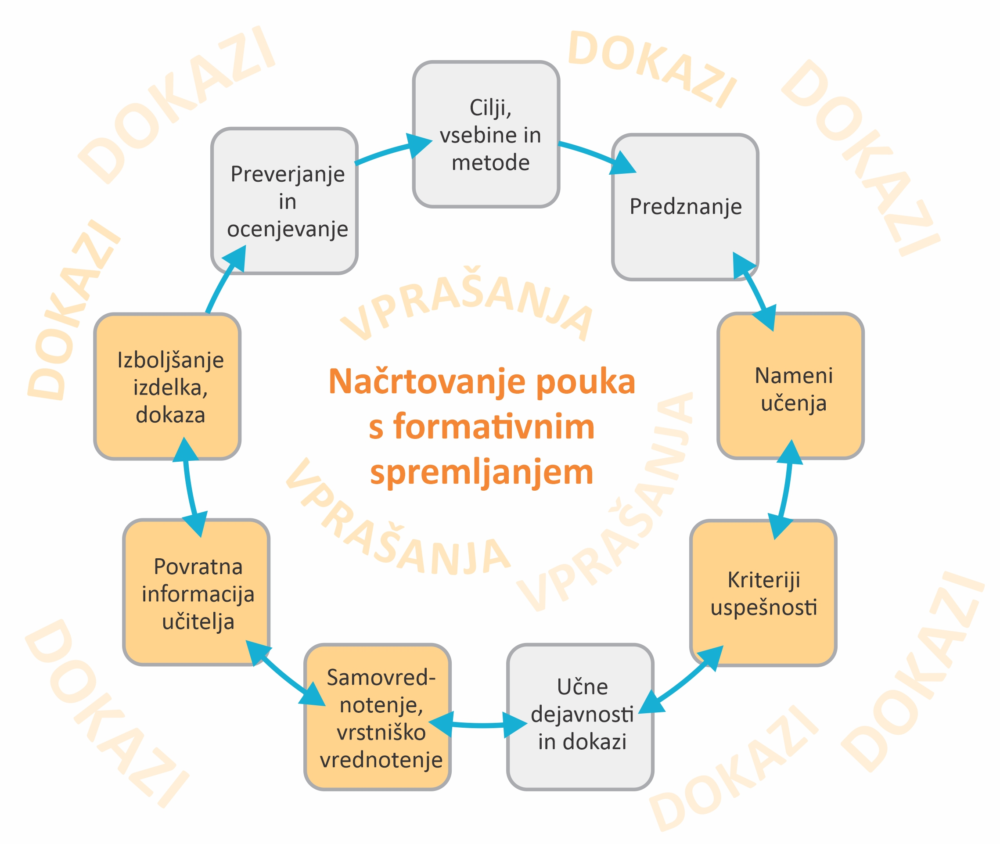 DOKAZI
DOKAZI
DOKAZI
Cilji,
vsebine in
metode
Preverjanje
in
ocenjevanje
Predznanje
DOKAZI
VPRAŠANJA
Izboljšanje
izdelka,
dokaza
Načrtovanje pouka
s formativnim
spremljanjem
Nameni
učenja
VPRAŠANJA
VPRAŠANJA
Povratna
informacija
učitelja
Kriteriji
uspešnosti
DOKAZI
Samovred-
notenje,
vrstniško
vrednotenje
Učne
dejavnosti
in dokazi
DOKAZI
DOKAZI